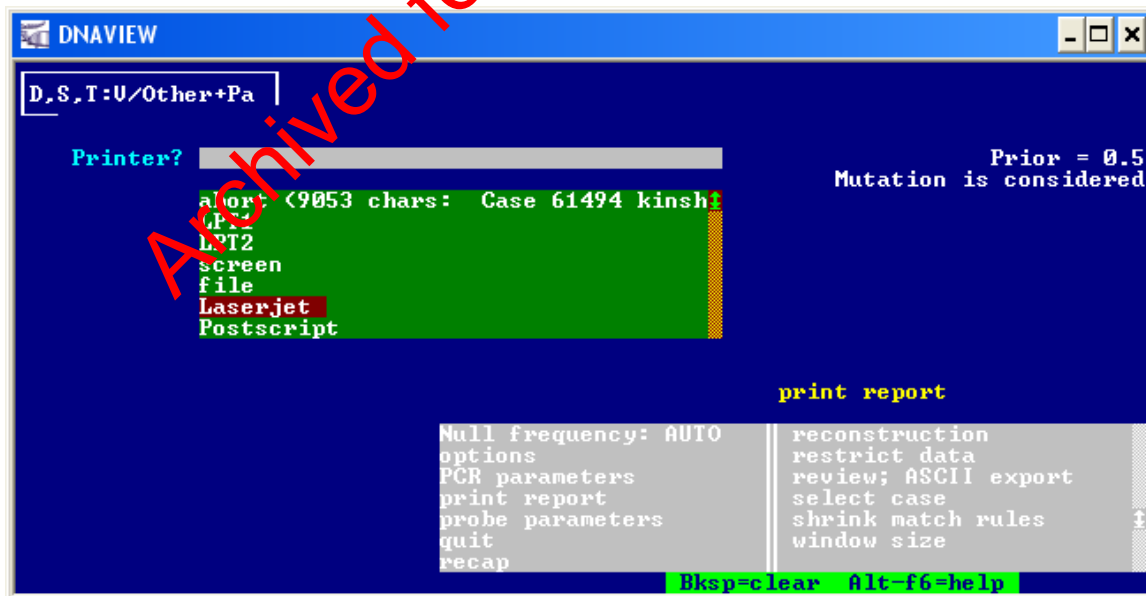 DNAVIEW
D,S,T:V/Other+Pa
Printer?
Prior = 0.5
Mutation is considered
abort (9053 chars: Case 61494 kinsh
LPT1
LPT2
screen
file
Laserjet
Postscript
print report
Null frequency: AUTO
options
PCR parameters
print report
probe parameters
quit
recap
reconstruction
restrict data
review; ASCII export
select case
shrink match rules
window size
Bksp=clear Alt-f6=help
Archived fo